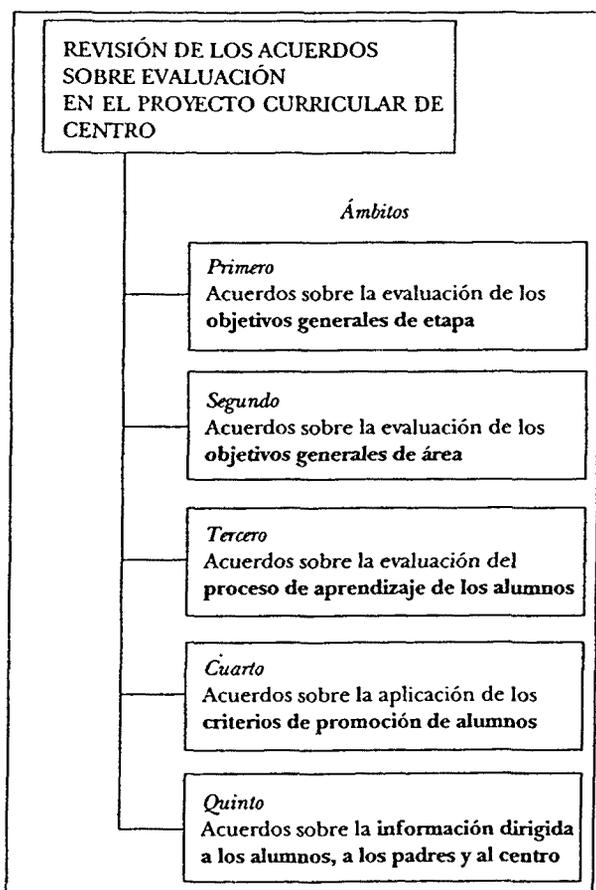 REVISIÓN DE LOS ACUERDOS
SOBRE EVALUACIÓN
EN EL PROYECTO CURRICULAR DE
CENTRO
Ámbitos
Primero
Acuerdos sobre la evaluación de los
objetivos generales de etapa
Segundo
Acuerdos sobre la evaluación de los
objetivos generales de área
Tercero
Acuerdos sobre la evaluación del
proceso de aprendizaje de los alumnos
Cuarto
Acuerdos sobre la aplicación de los
criterios de promoción de alumnos
Quinto
Acuerdos sobre la información dirigida
a los alumnos, a los padres y al centro